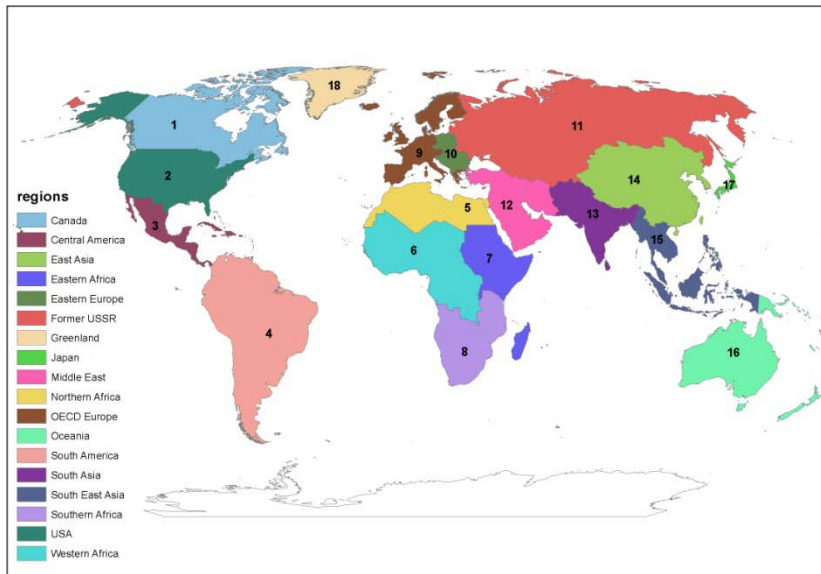 18
1
11
9
10
2
14
17
5
12
13
regions
3
15
6
7
Canada
Central America
East Asia
Eastern Africa
Eastern Europe
4
16
8
Former USSR
Greenland
Japan
Middle East
Northern Africa
OECD Europe
Oceania
South America
South Asia
South East Asia
Southern Africa
USA
Western Africa